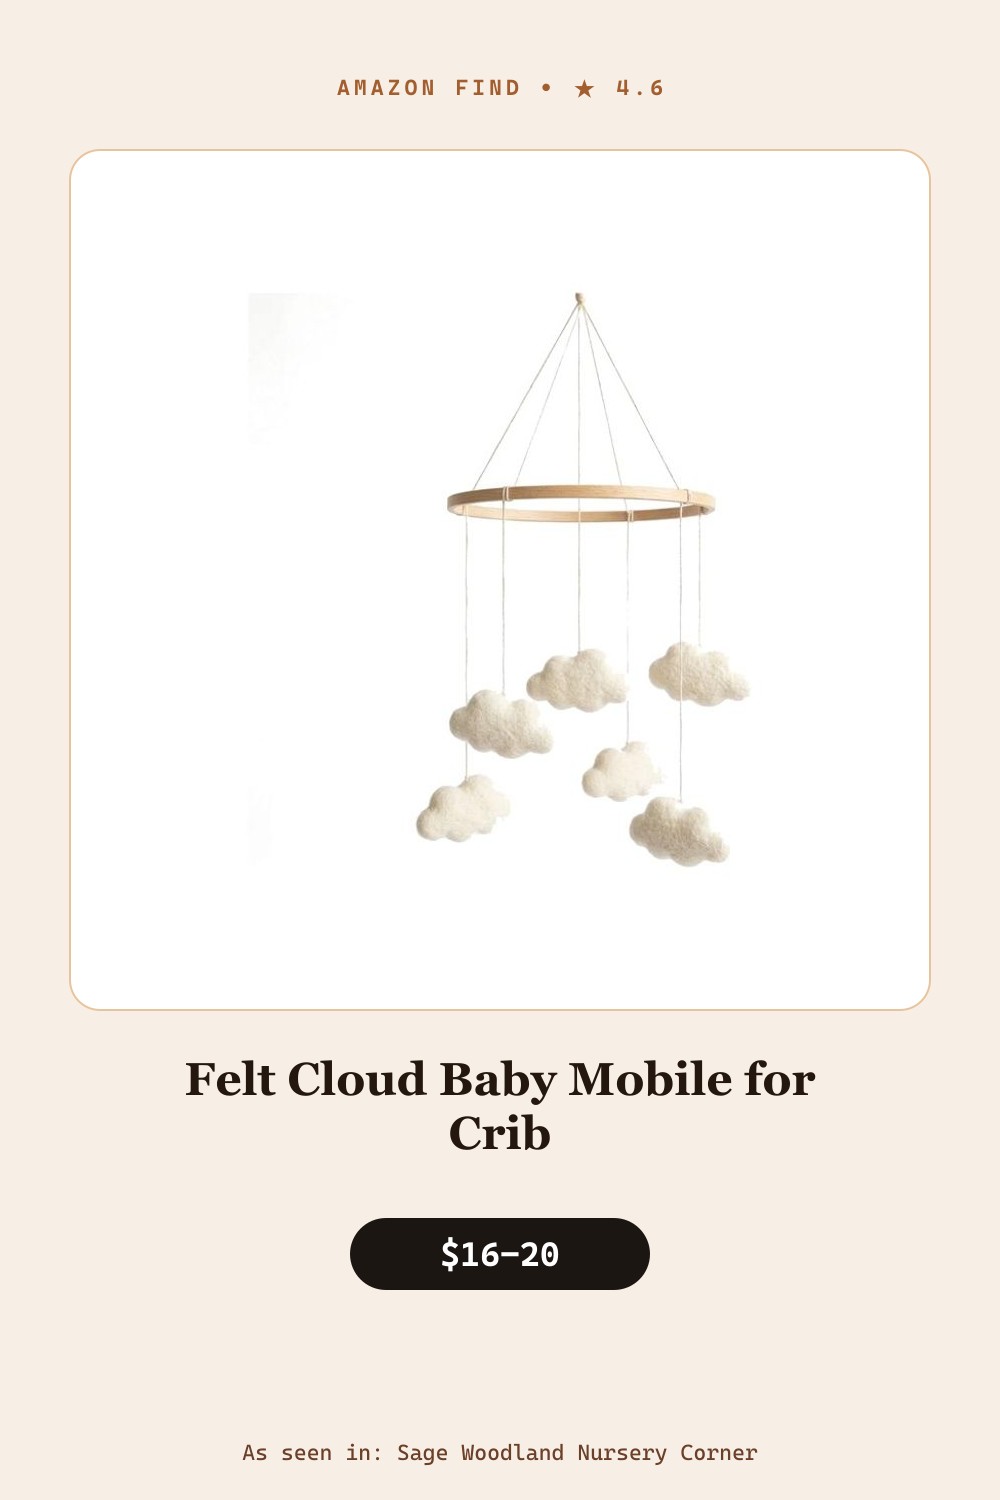 AMAZON FIND • ★ 4.6
Felt Cloud Baby Mobile for
Crib
$16–20
As seen in: Sage Woodland Nursery Corner